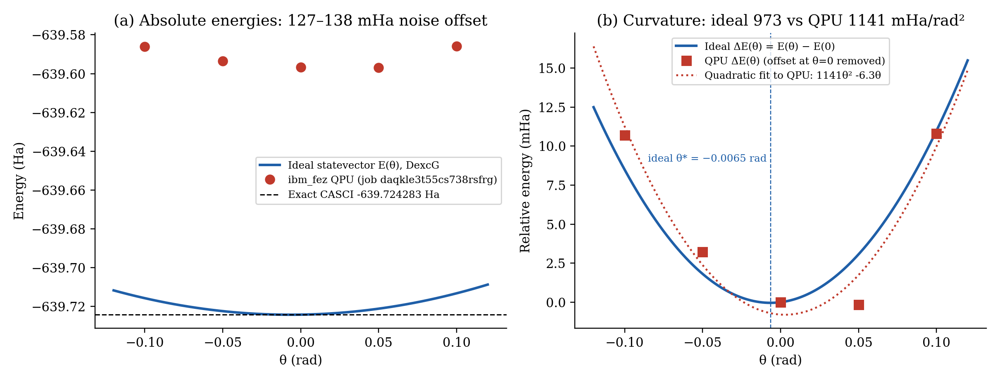 (a) Absolute energies: 127–138 mHa noise offset
Energy (Ha)
−639.58
−639.60
−639.62
−639.64
−639.66
−639.68
−639.70
−639.72
Ideal statevector E(θ), DexcG
ibm_fez QPU (job daqkle3t55cs738rsfrg)
Exact CASCI -639.724283 Ha
−0.10
−0.05
0.00
0.05
0.10
θ (rad)
(b) Curvature: ideal 973 vs QPU 1141 mHa/rad²
Relative energy (mHa)
15.0
12.5
10.0
7.5
5.0
2.5
0.0
Ideal ΔE(θ) = E(θ) − E(0)
QPU ΔE(θ) (offset at θ=0 removed)
Quadratic fit to QPU: 1141θ² -6.3θ
ideal θ* = −0.0065 rad
−0.10
−0.05
0.00
0.05
0.10
θ (rad)